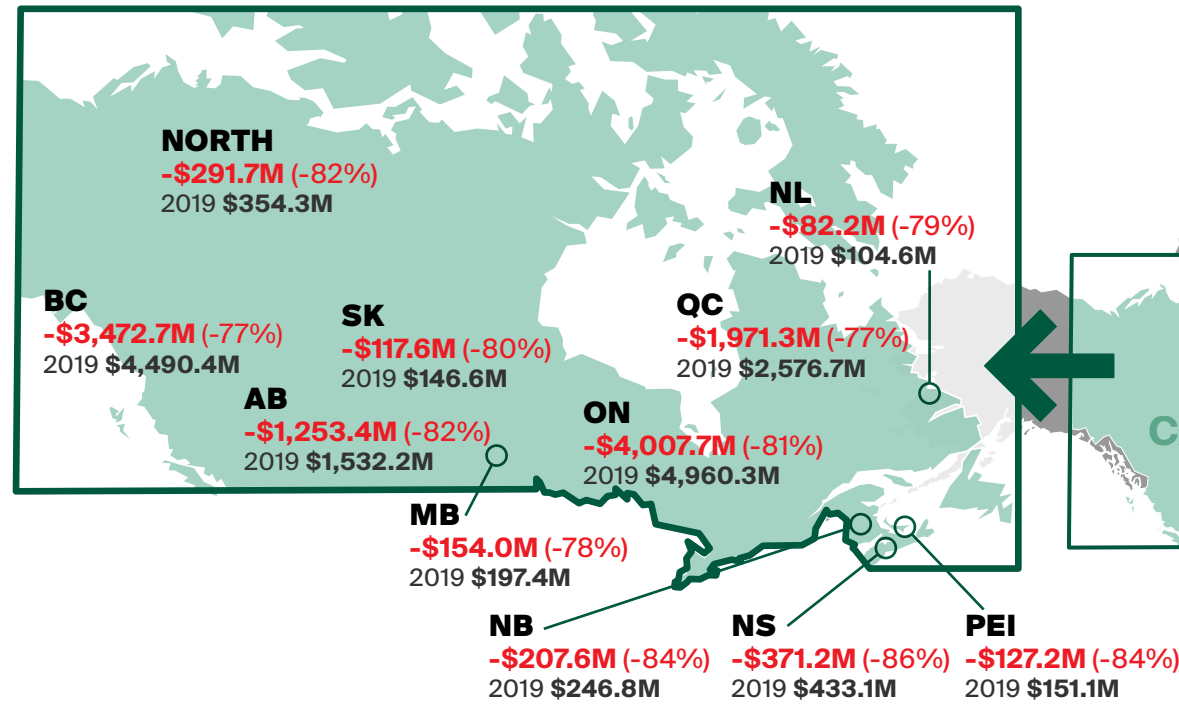 NORTH
-$291.7M (-82%)
2019 $354.3M
NL
-$82.2M (-79%)
2019 $104.6M
BC
-$3,472.7M (-77%)
2019 $4,490.4M
SK
-$117.6M (-80%)
2019 $146.6M
QC
-$1,971.3M (-77%)
2019 $2,576.7M
AB
-$1,253.4M (-82%)
2019 $1,532.2M
ON
-$4,007.7M (-81%)
2019 $4,960.3M
C
MB
-$154.0M (-78%)
2019 $197.4M
NB
-$207.6M (-84%)
2019 $246.8M
NS
-$371.2M (-86%)
2019 $433.1M
PEI
-$127.2M (-84%)
2019 $151.1M